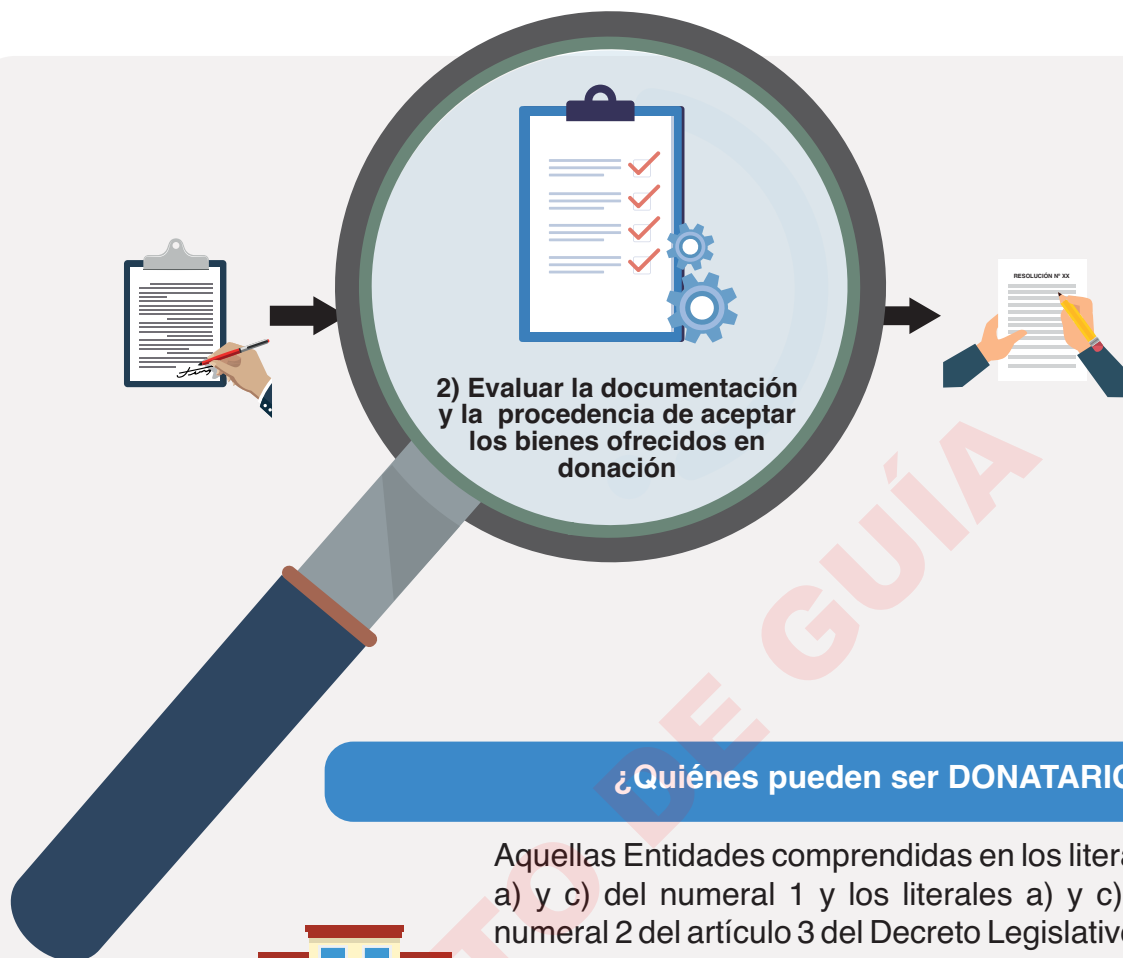 RESOLUCIÓN N° XX
2) Evaluar la documentación
y la procedencia de aceptar
los bienes ofrecidos en
donación
¿Quiénes pueden ser DONATARIO
Aquellas Entidades comprendidas en los litera
a) y c) del numeral 1 y los literales a) y c)
numeral 2 del artículo 3 del Decreto Legislativo
TO DE GUÍA